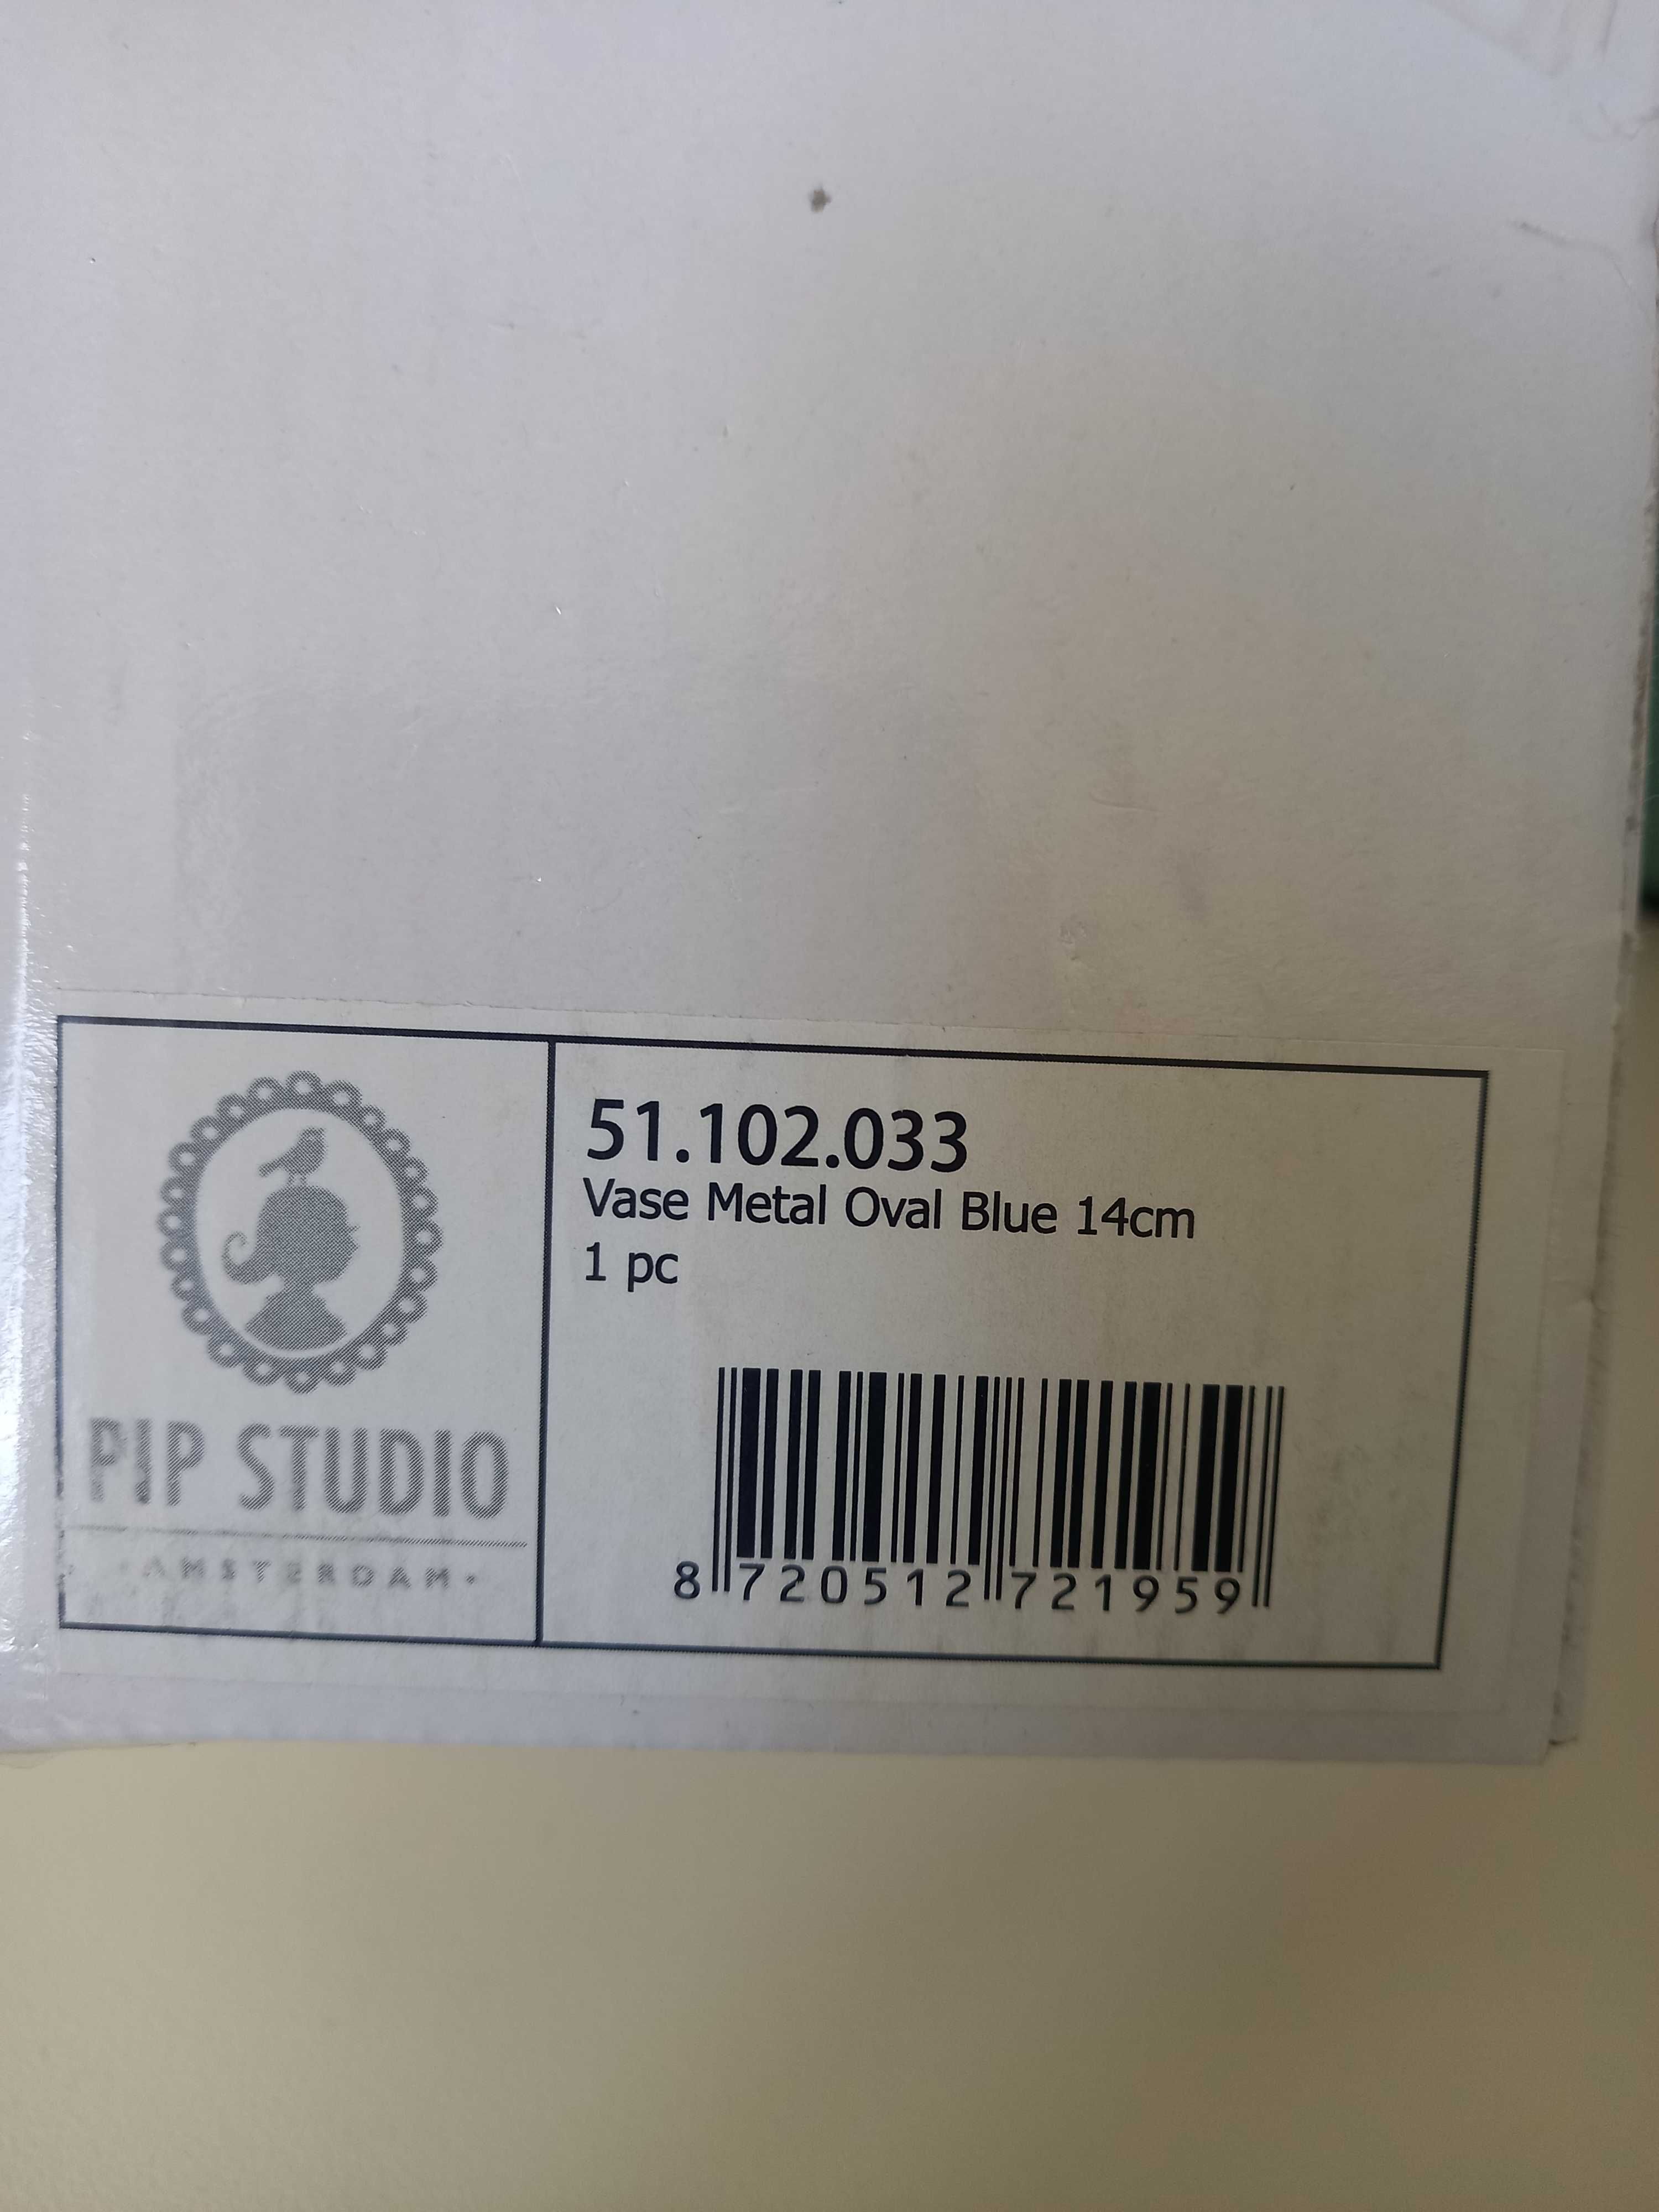 PIP STUDIO
• AMSTERDAM •
51.102.033
Vase Metal Oval Blue 14cm
1 pc
8 720512 721959